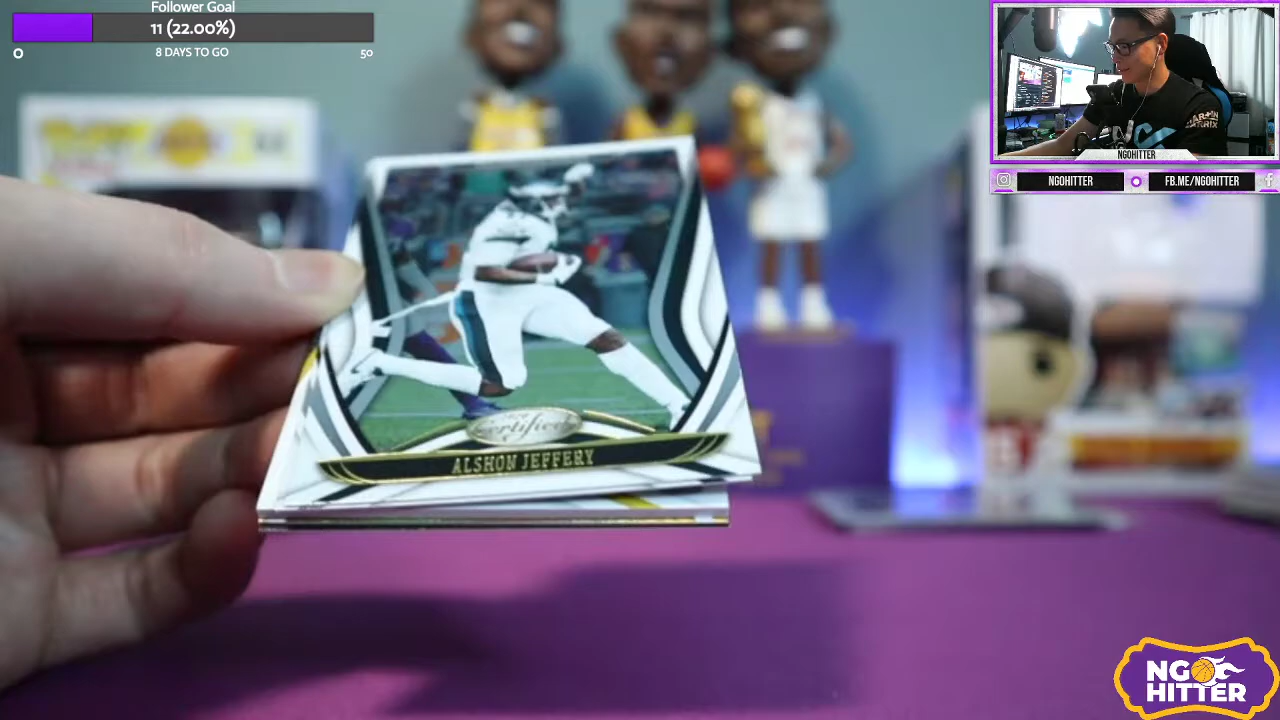 Follower Goal
11 (22.00%)
0
8 DAYS TO GO
50
NGOHITTER
NGOHITTER
FB.ME/NGOHITTER
Certified
ALSHON JEFFERY
NGO
HITTER